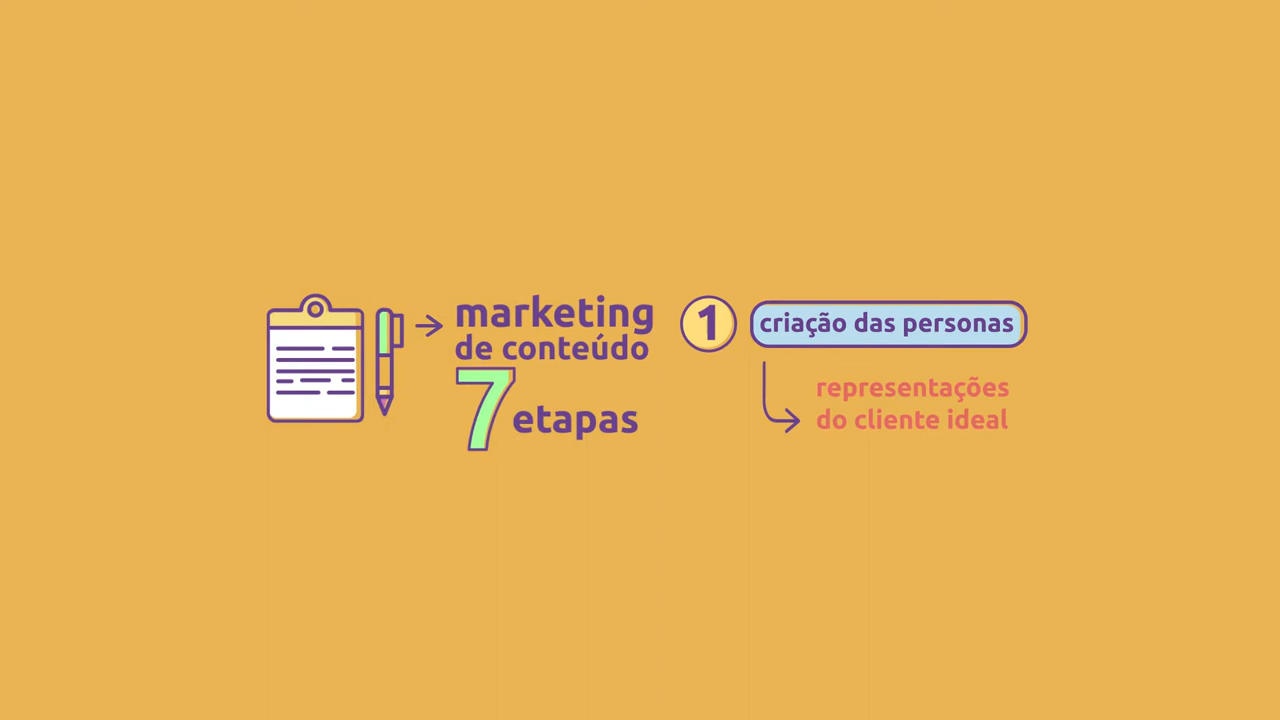 marketing
de conteúdo
7 etapas
1 criação das personas
representações
do cliente ideal